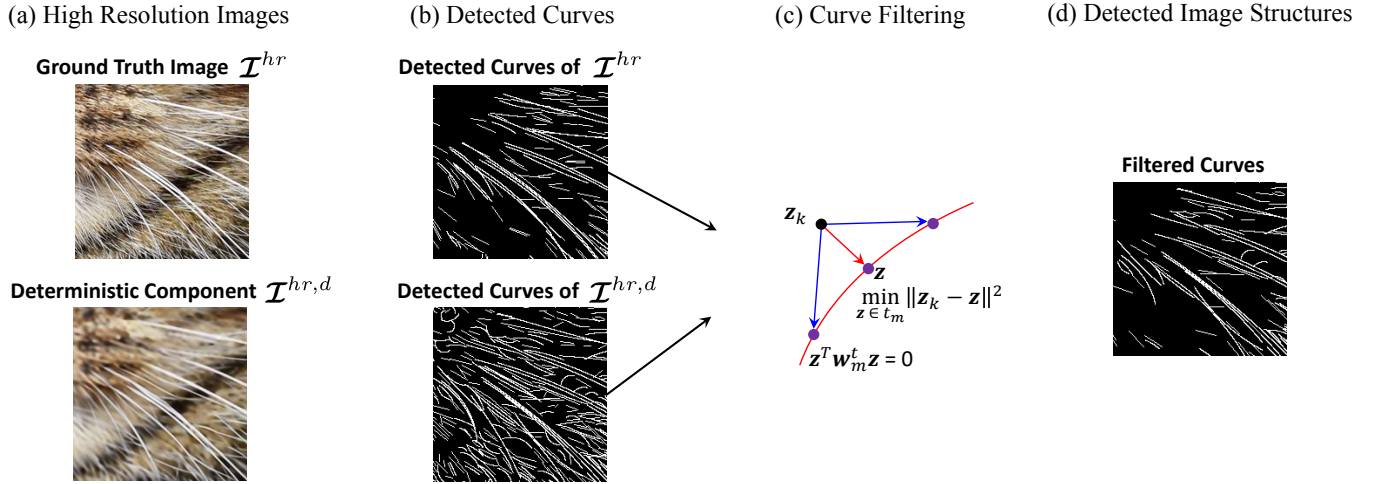 (a) High Resolution Images
(b) Detected Curves
(c) Curve Filtering
(d) Detected Image Structures
Ground Truth Image 𝓘^{hr}
Detected Curves of 𝓘^{hr}
Deterministic Component 𝓘^{hr,d}
Detected Curves of 𝓘^{hr,d}
z_k
z
min ‖z_k − z‖²
z ∈ t_m
z^T w_m^t z = 0
Filtered Curves